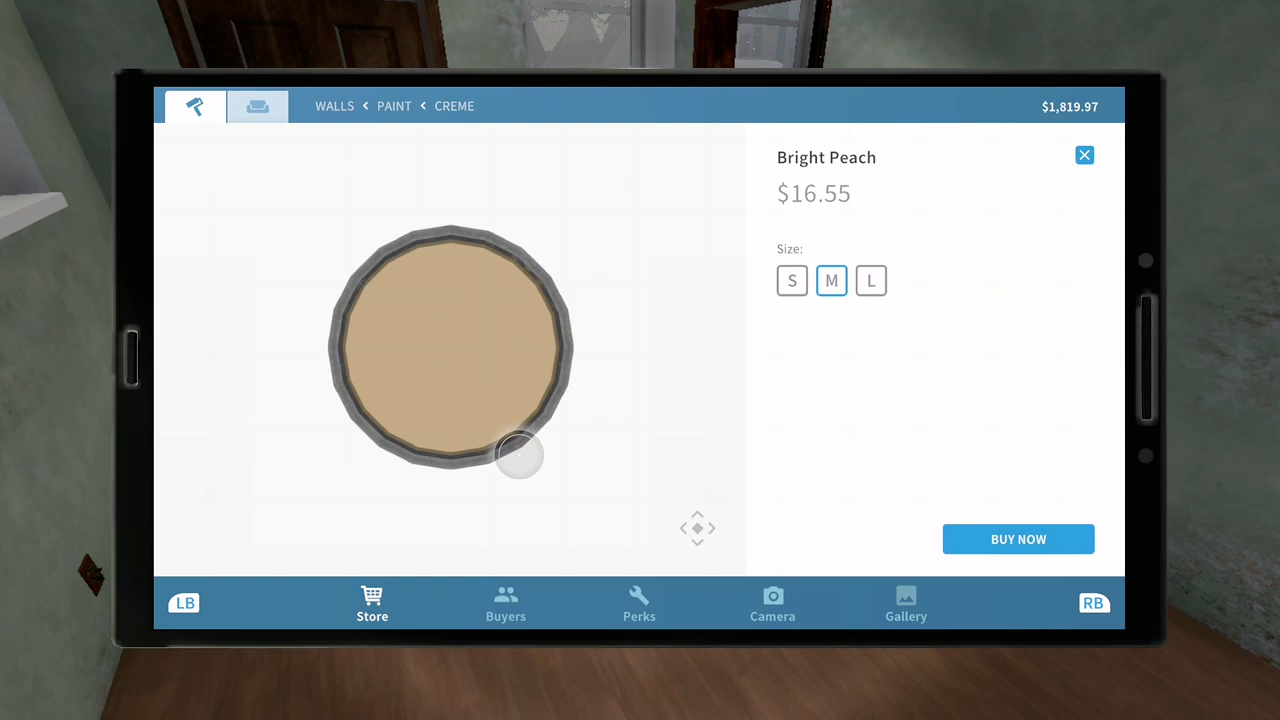 WALLS < PAINT < CREME
$1,819.97
Bright Peach
$16.55
Size:
S M L
BUY NOW
LB
Store
Buyers
Perks
Camera
Gallery
RB